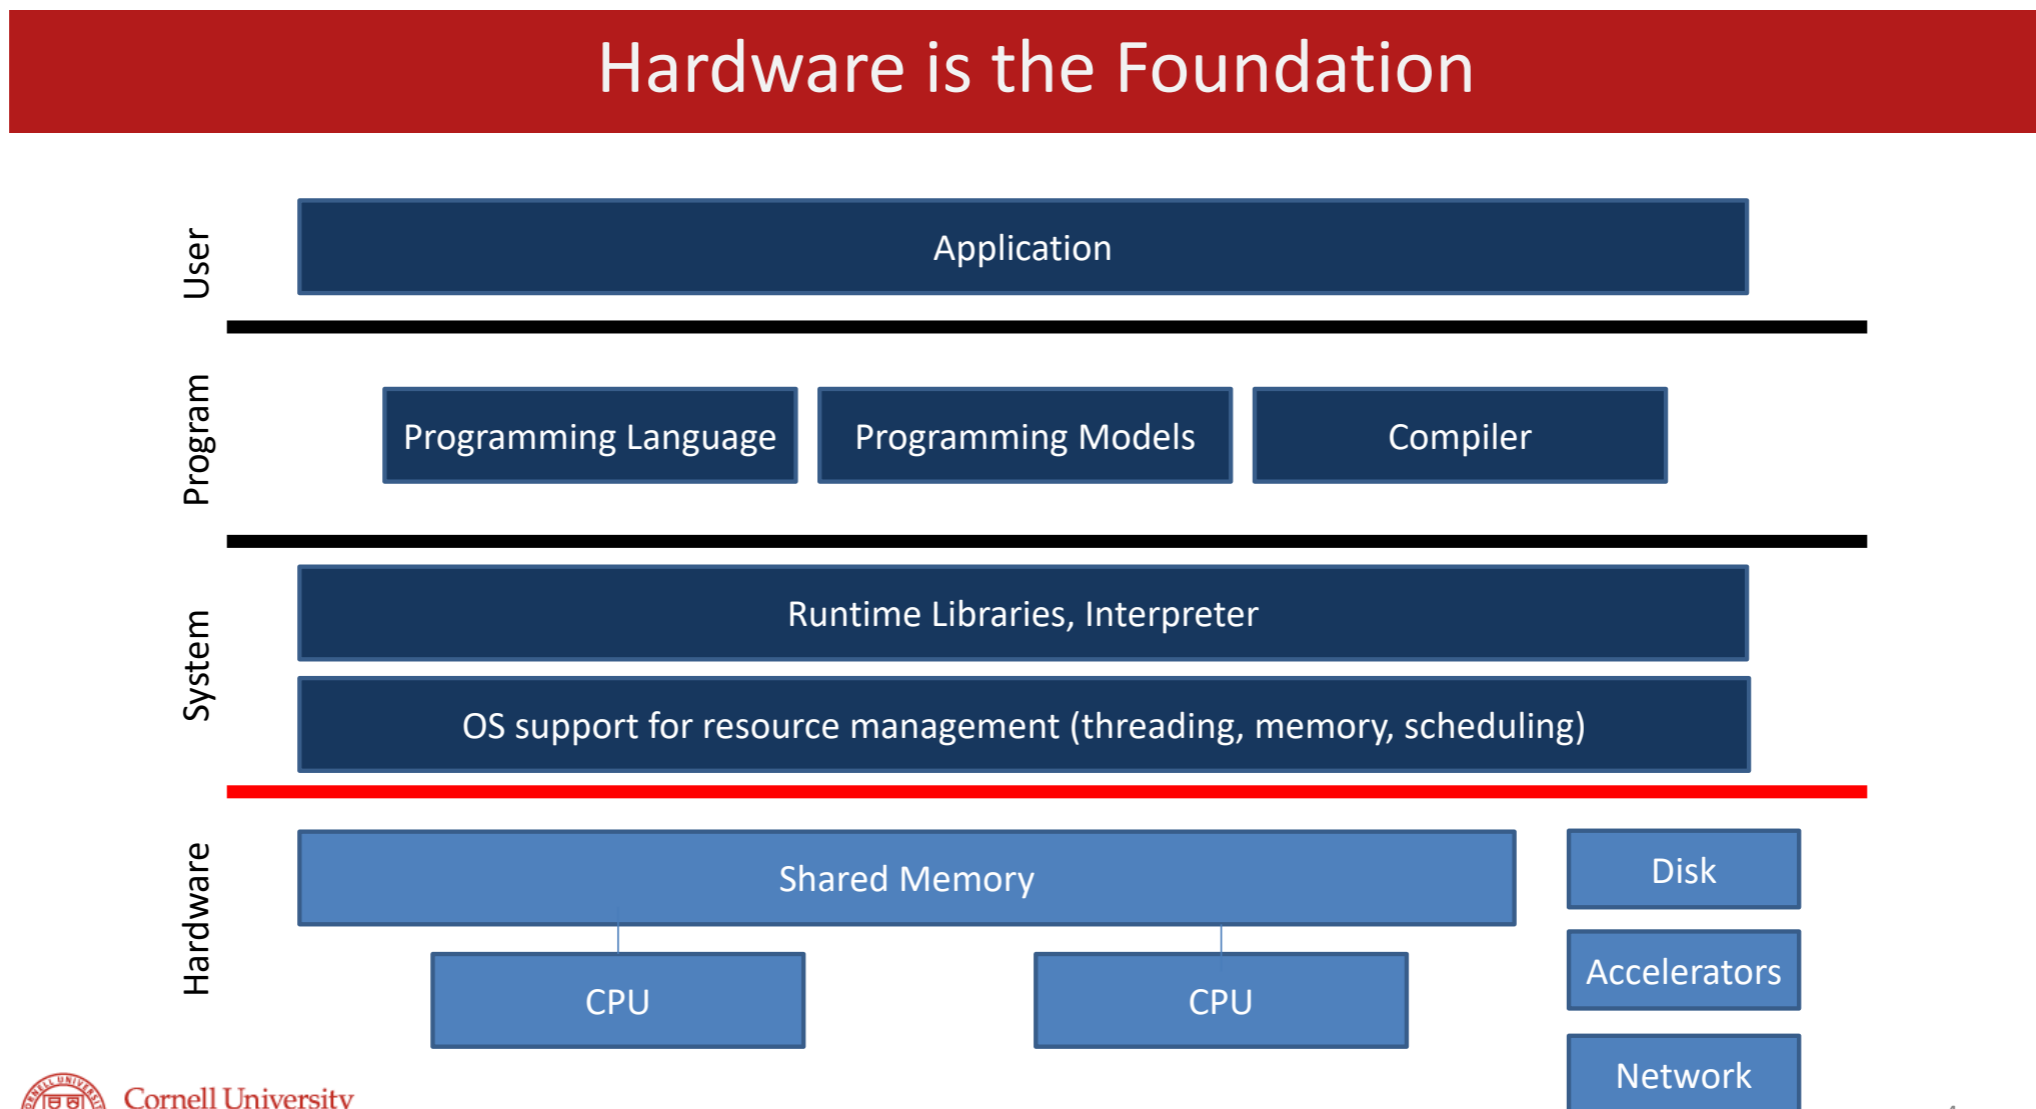 Hardware is the Foundation
User
Application
Program
Programming Language
Programming Models
Compiler
System
Runtime Libraries, Interpreter
OS support for resource management (threading, memory, scheduling)
Hardware
Shared Memory
Disk
CPU
CPU
Accelerators
Network
Cornell University